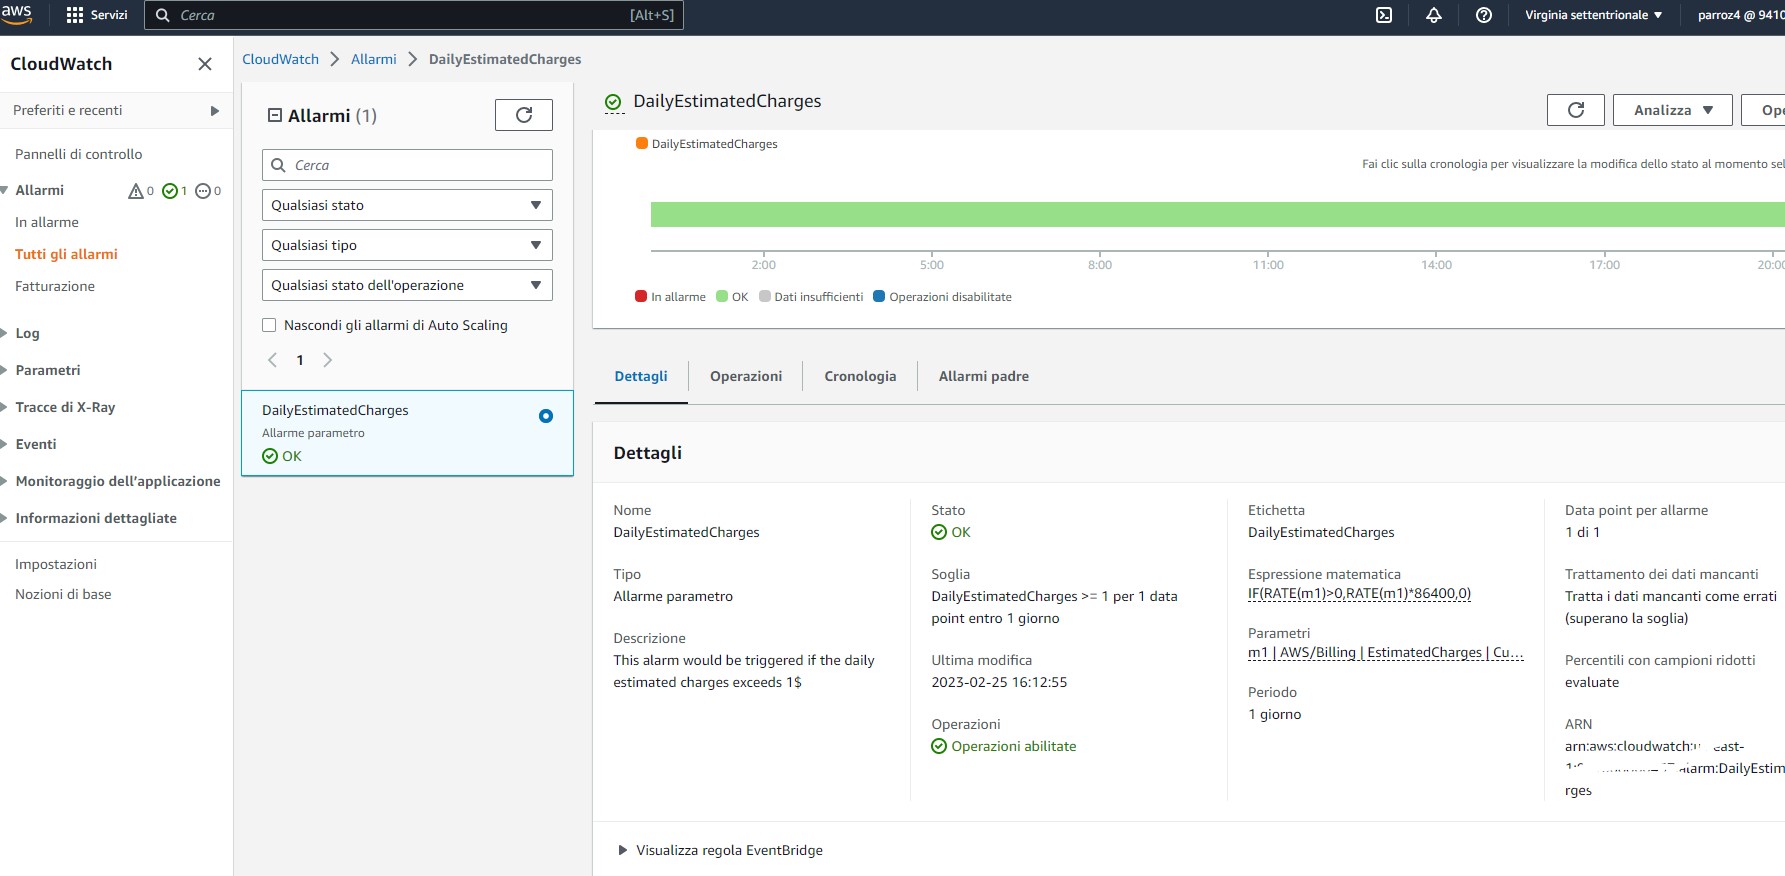 aws
Servizi
Cerca
[Alt+S]
Virginia settentrionale
parroz4 @ 9410
CloudWatch
Preferiti e recenti
Pannelli di controllo
Allarmi
0
1
0
In allarme
Tutti gli allarmi
Fatturazione
Log
Parametri
Tracce di X-Ray
Eventi
Monitoraggio dell'applicazione
Informazioni dettagliate
Impostazioni
Nozioni di base
CloudWatch
Allarmi
DailyEstimatedCharges
Allarmi (1)
Cerca
Qualsiasi stato
Qualsiasi tipo
Qualsiasi stato dell'operazione
Nascondi gli allarmi di Auto Scaling
1
DailyEstimatedCharges
Allarme parametro
OK
DailyEstimatedCharges
Analizza
Ope
DailyEstimatedCharges
Fai clic sulla cronologia per visualizzare la modifica dello stato al momento sel
2:00
5:00
8:00
11:00
14:00
17:00
20:00
In allarme
OK
Dati insufficienti
Operazioni disabilitate
Dettagli
Operazioni
Cronologia
Allarmi padre
Dettagli
Nome
DailyEstimatedCharges
Tipo
Allarme parametro
Descrizione
This alarm would be triggered if the daily
estimated charges exceeds 1$
Stato
OK
Soglia
DailyEstimatedCharges >= 1 per 1 data
point entro 1 giorno
Ultima modifica
2023-02-25 16:12:55
Operazioni
Operazioni abilitate
Etichetta
DailyEstimatedCharges
Espressione matematica
IF(RATE(m1)>0,RATE(m1)*86400,0)
Parametri
m1 | AWS/Billing | EstimatedCharges | Cu...
Periodo
1 giorno
Data point per allarme
1 di 1
Trattamento dei dati mancanti
Tratta i dati mancanti come errati
(superano la soglia)
Percentili con campioni ridotti
evaluate
ARN
arn:aws:cloudwatch: east-
alarm:DailyEstim
rges
Visualizza regola EventBridge